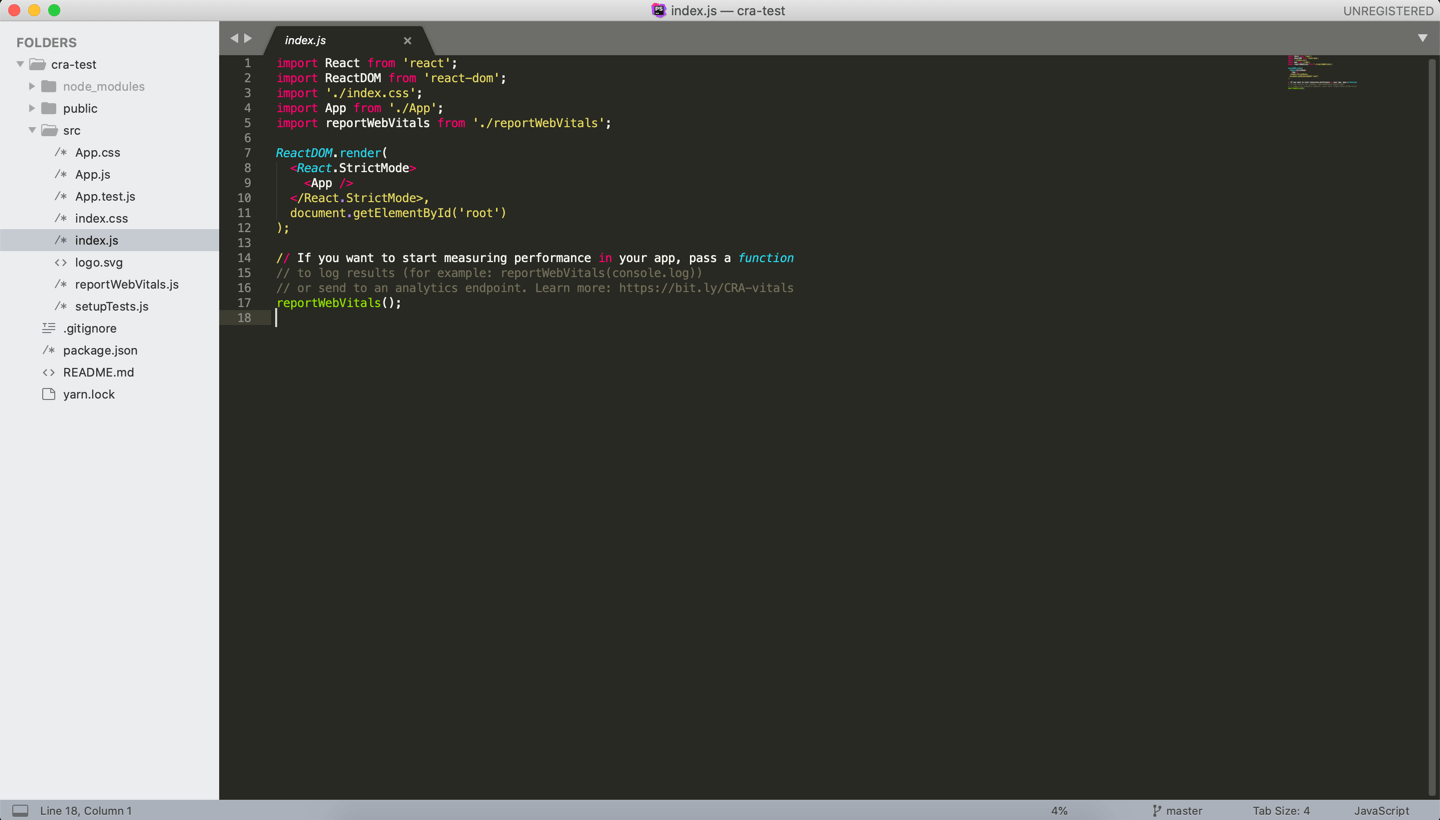 index.js — cra-test
UNREGISTERED
FOLDERS
cra-test
node_modules
public
src
/* App.css
/* App.js
/* App.test.js
/* index.css
/* index.js
<> logo.svg
/* reportWebVitals.js
/* setupTests.js
.gitignore
/* package.json
<> README.md
yarn.lock
index.js ×
1 import React from 'react';
2 import ReactDOM from 'react-dom';
3 import './index.css';
4 import App from './App';
5 import reportWebVitals from './reportWebVitals';
6
7 ReactDOM.render(
8   <React.StrictMode>
9     <App />
10   </React.StrictMode>,
11   document.getElementById('root')
12 );
13
14 // If you want to start measuring performance in your app, pass a function
15 // to log results (for example: reportWebVitals(console.log))
16 // or send to an analytics endpoint. Learn more: https://bit.ly/CRA-vitals
17 reportWebVitals();
18
Line 18, Column 1
4%
master
Tab Size: 4
JavaScript